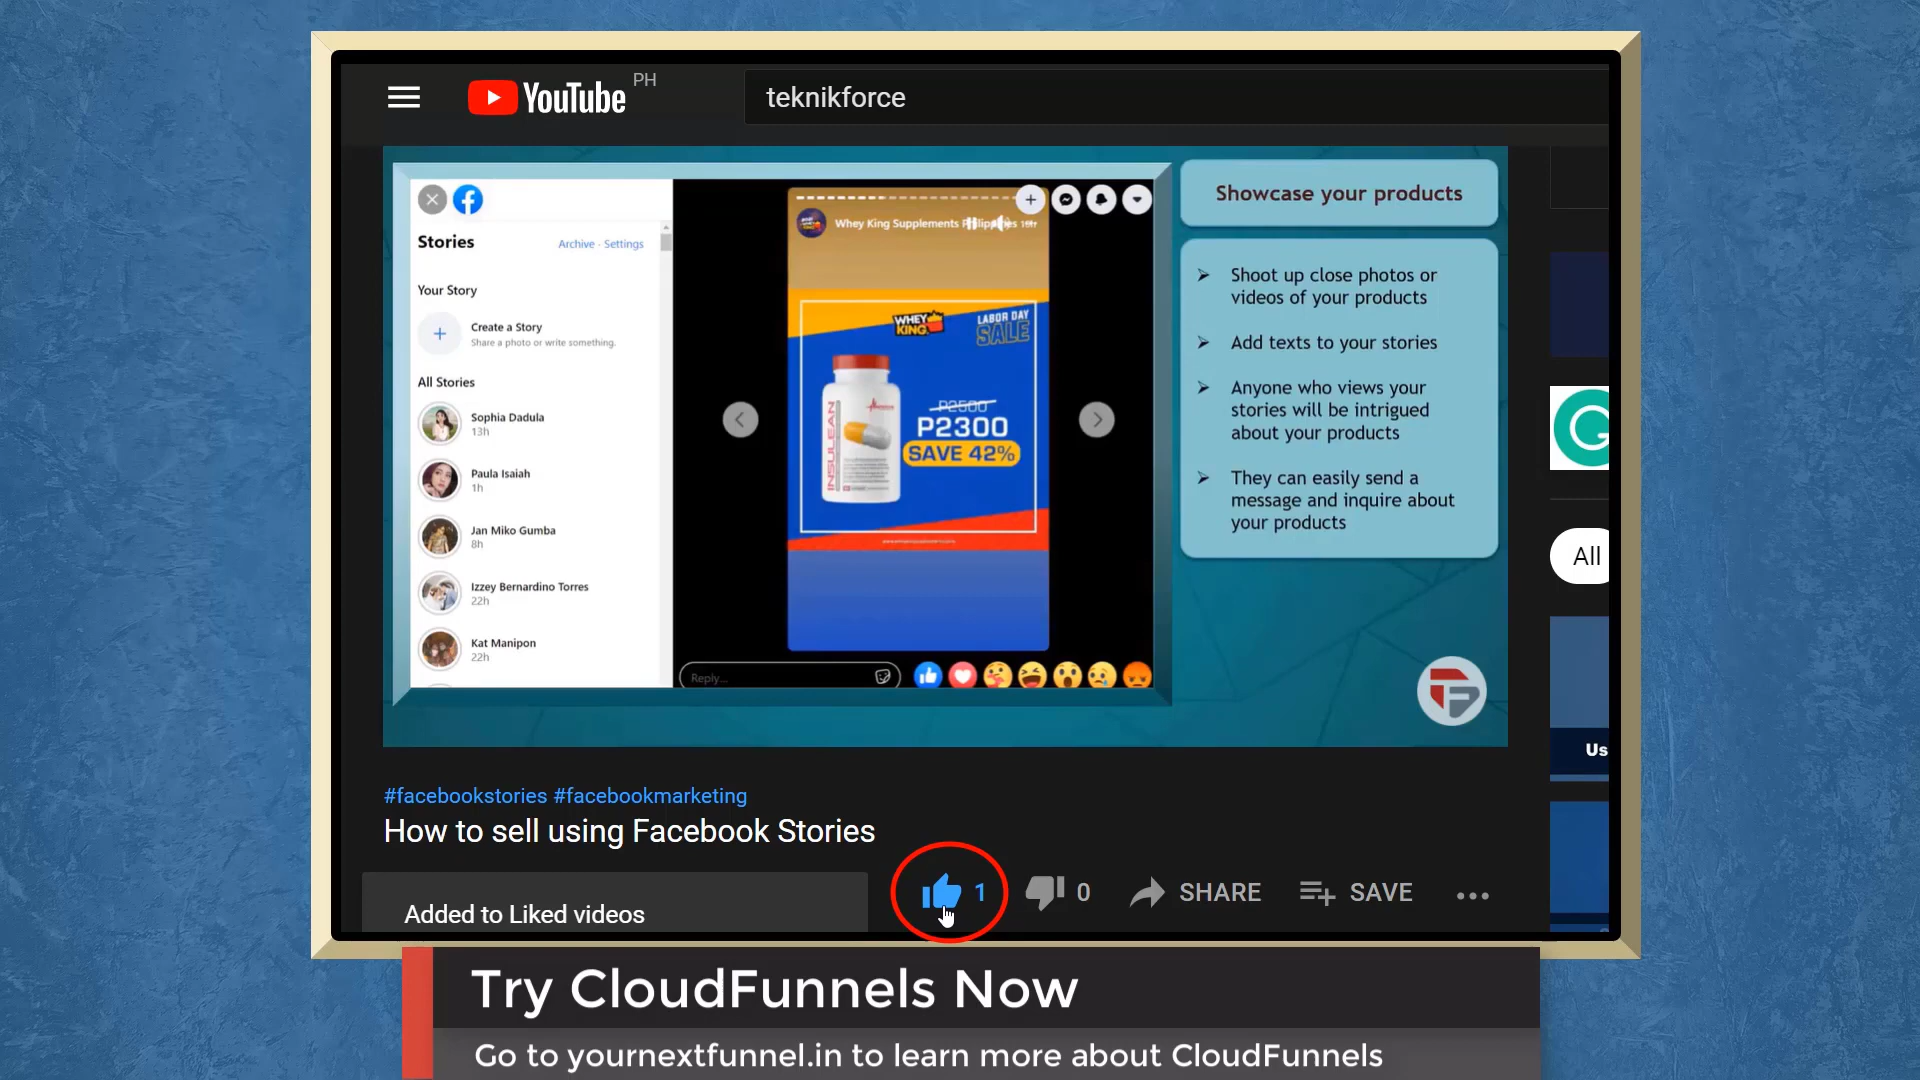 YouTube PH
teknikforce
Stories
Archive · Settings
Your Story
Create a Story
Share a photo or write something.
All Stories
Sophia Dadula
13h
Paula Isaiah
1h
Jan Miko Gumba
8h
Izzey Bernardino Torres
22h
Kat Manipon
22h
Whey King Supplements Philippines
WHEY
KING
LABOR DAY
SALE
INSULEAN
P2500
P2300
SAVE 42%
Reply...
Showcase your products
Shoot up close photos or
videos of your products
Add texts to your stories
Anyone who views your
stories will be intrigued
about your products
They can easily send a
message and inquire about
your products
All
Us
#facebookstories #facebookmarketing
How to sell using Facebook Stories
1
0
SHARE
SAVE
Added to Liked videos
Try CloudFunnels Now
Go to yournextfunnel.in to learn more about CloudFunnels